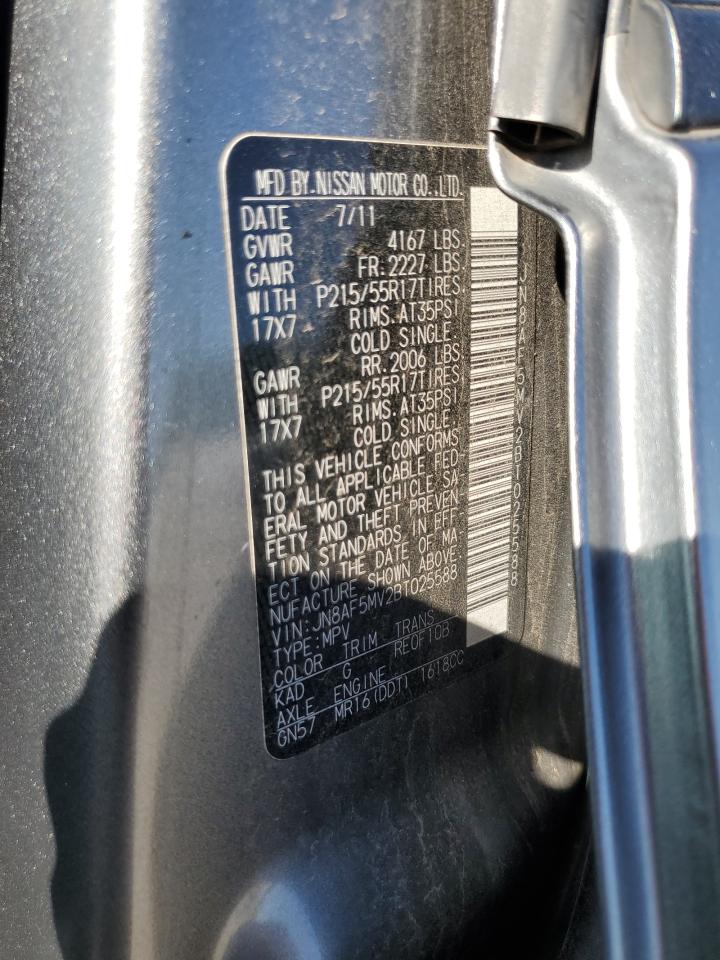 MFD BY.NISSAN MOTOR CO.,LTD.
DATE 7/11
GVWR 4167 LBS.
GAWR FR.2227 LBS.
WITH P215/55R17TIRES.
17X7 RIMS.AT35PSI
COLD SINGLE.
GAWR RR.2006 LBS.
WITH P215/55R17TIRES.
17X7 RIMS.AT35PSI
COLD SINGLE.
THIS VEHICLE CONFORMS
TO ALL APPLICABLE FED-
ERAL MOTOR VEHICLE SA
FETY AND THEFT PREVEN
TION STANDARDS IN EFF
ECT ON THE DATE OF MA
NUFACTURE SHOWN ABOVE.
VIN:JN8AF5MV2BT025588
TYPE:MPV
COLOR TRIM TRANS
KAD G RE0F10B
AXLE ENGINE
GN57 MR16(DDT) 1618CC
JN8AF5MV2BT025588